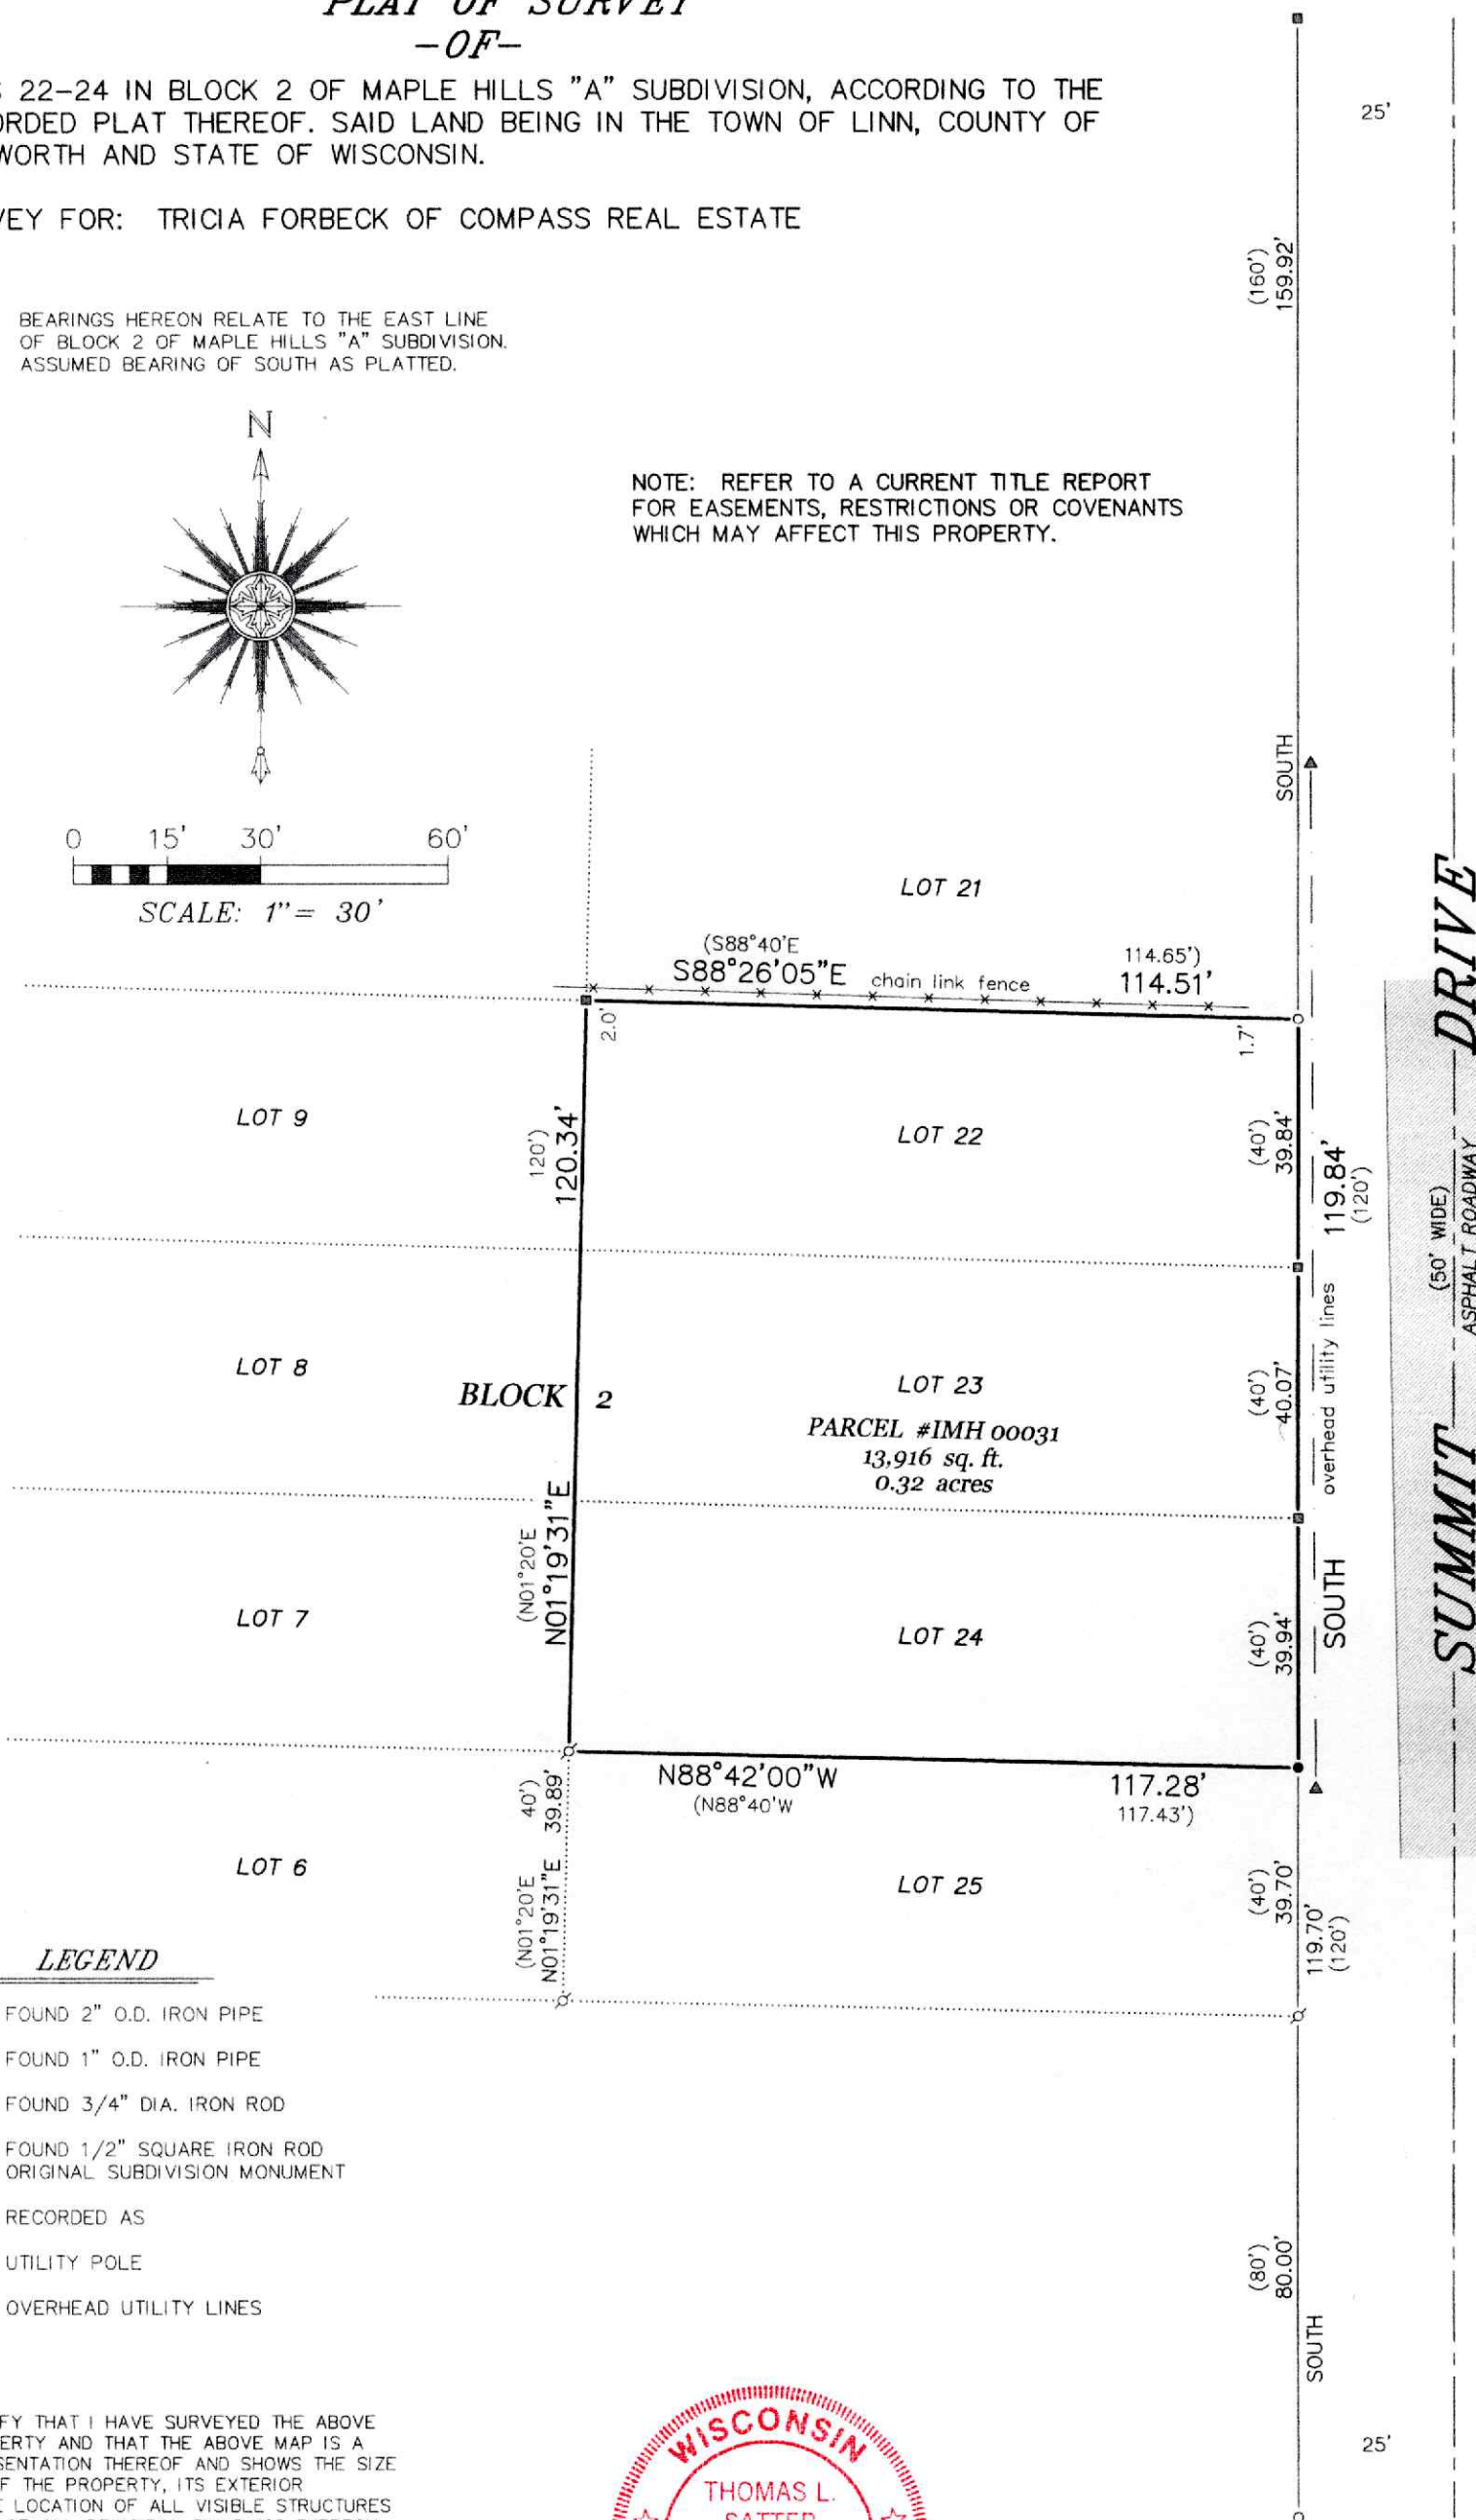 PLAT OF SURVEY
-OF-
22-24 IN BLOCK 2 OF MAPLE HILLS "A" SUBDIVISION, ACCORDING TO THE
ORDED PLAT THEREOF. SAID LAND BEING IN THE TOWN OF LINN, COUNTY OF
WORTH AND STATE OF WISCONSIN.
VEY FOR: TRICIA FORBECK OF COMPASS REAL ESTATE
25'
(160')
159.92'
BEARINGS HEREON RELATE TO THE EAST LINE
OF BLOCK 2 OF MAPLE HILLS "A" SUBDIVISION.
ASSUMED BEARING OF SOUTH AS PLATTED.
N
NOTE: REFER TO A CURRENT TITLE REPORT
FOR EASEMENTS, RESTRICTIONS OR COVENANTS
WHICH MAY AFFECT THIS PROPERTY.
SOUTH
0 15' 30' 60'
SCALE: 1"= 30'
LOT 21
(S88°40'E 114.65')
S88°26'05"E chain link fence 114.51'
2.0'
1.7'
LOT 9
120')
120.34'
LOT 22
(40')
39.84'
119.84'
(120')
SUMMIT DRIVE
(50' WIDE)
ASPHALT ROADWAY
overhead utility lines
LOT 8
BLOCK 2
LOT 23
PARCEL #IMH 00031
13,916 sq. ft.
0.32 acres
(40')
40.07'
LOT 7
(N01°20'E
N01°19'31"E
LOT 24
(40')
39.94'
SOUTH
N88°42'00"W 117.28'
(N88°40'W 117.43')
LOT 6
(N01°20'E 40')
N01°19'31"E 39.89'
LOT 25
(40')
39.70'
119.70'
(120')
LEGEND
FOUND 2" O.D. IRON PIPE
FOUND 1" O.D. IRON PIPE
FOUND 3/4" DIA. IRON ROD
FOUND 1/2" SQUARE IRON ROD
ORIGINAL SUBDIVISION MONUMENT
RECORDED AS
UTILITY POLE
OVERHEAD UTILITY LINES
(80')
80.00'
SOUTH
25'
FY THAT I HAVE SURVEYED THE ABOVE
ERTY AND THAT THE ABOVE MAP IS A
SENTATION THEREOF AND SHOWS THE SIZE
F THE PROPERTY, ITS EXTERIOR
LOCATION OF ALL VISIBLE STRUCTURES
WISCONSIN
THOMAS L.